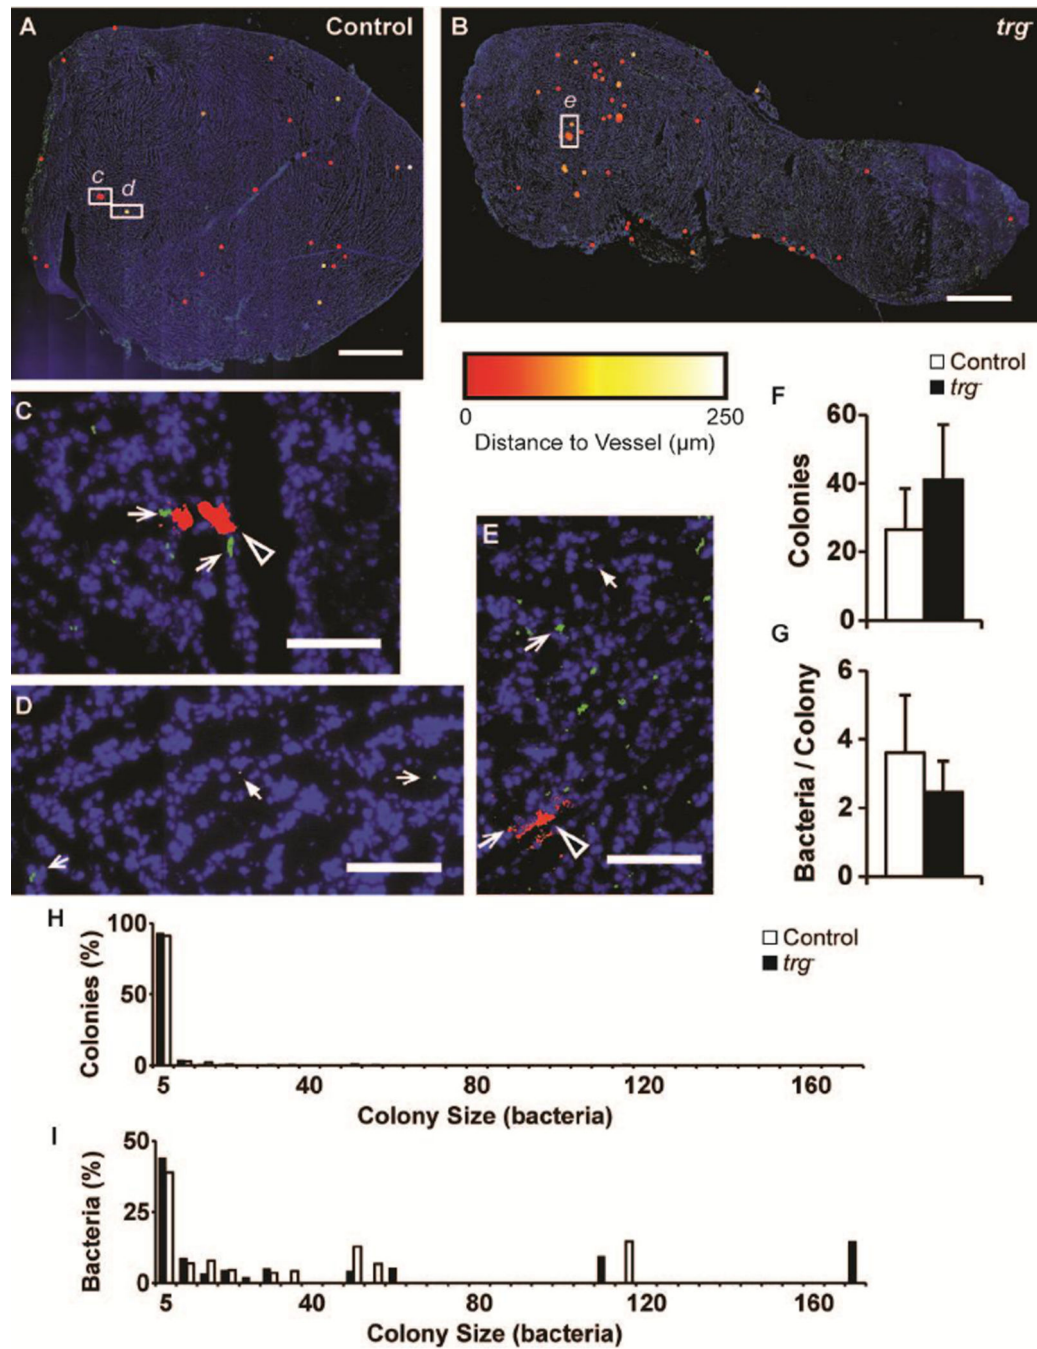 A Control
B trg-
c
d
e
0 250
Distance to Vessel (µm)
C
D
E
Control
trg-
F
60
40
20
0
Colonies
G
6
4
2
0
Bacteria / Colony
H
Control
trg-
100
50
0
Colonies (%)
5 40 80 120 160
Colony Size (bacteria)
I
50
25
0
Bacteria (%)
5 40 80 120 160
Colony Size (bacteria)